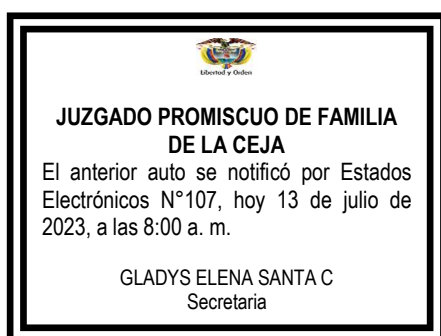 Libertad y Orden
JUZGADO PROMISCUO DE FAMILIA
DE LA CEJA
El anterior auto se notificó por Estados
Electrónicos N°107, hoy 13 de julio de
2023, a las 8:00 a. m.
GLADYS ELENA SANTA C
Secretaria